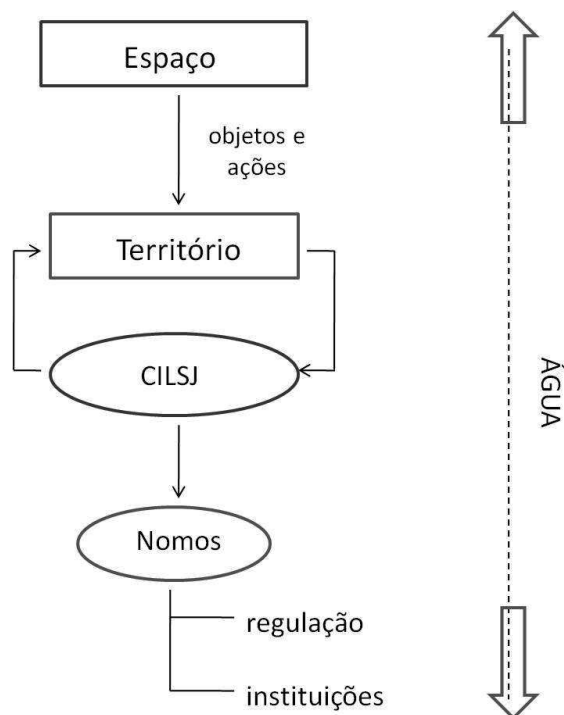 Espaço
objetos e
ações
Território
CILSJ
ÁGUA
Nomos
regulação
instituições